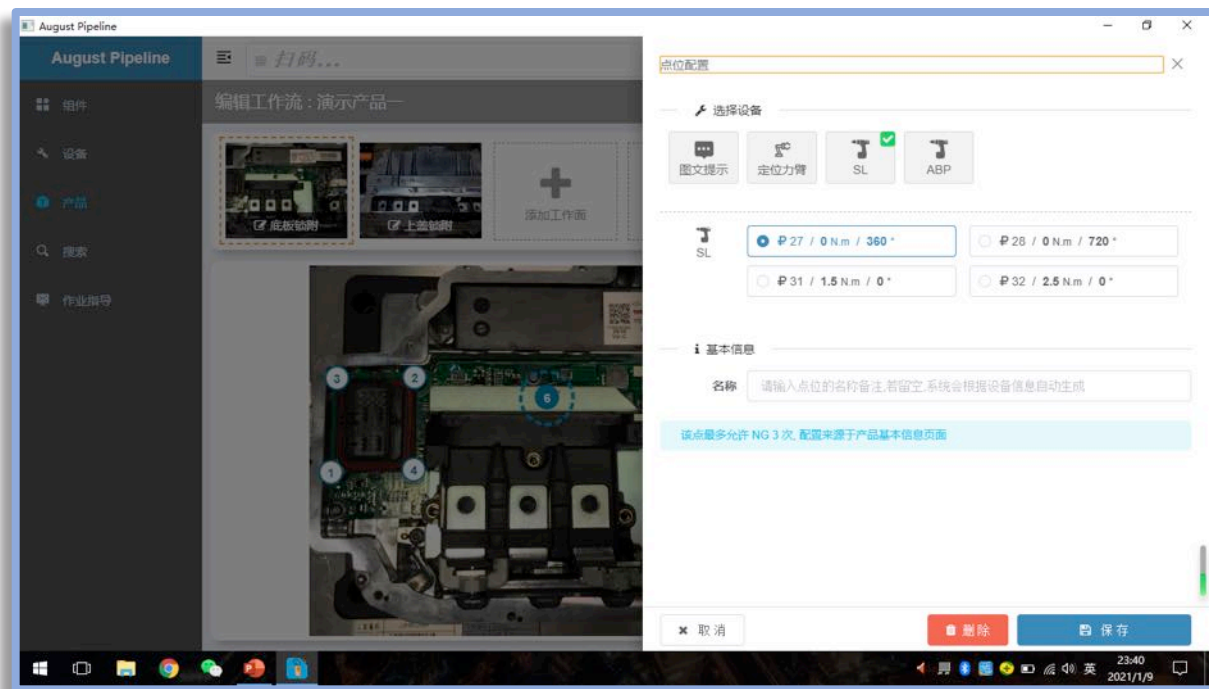 August Pipeline
August Pipeline
扫码...
组件
设备
产品
搜索
作业指导
编辑工作流 : 演示产品一
底板锁附
上盖锁附
添加工作面
3
2
6
1
4
点位配置
选择设备
图文提示
定位力臂
SL
ABP
SL
₽ 27 / 0 N.m / 360 °
₽ 28 / 0 N.m / 720 °
₽ 31 / 1.5 N.m / 0 °
₽ 32 / 2.5 N.m / 0 °
基本信息
名称
请输入点位的名称备注,若留空,系统会根据设备信息自动生成
该点最多允许 NG 3 次, 配置来源于产品基本信息页面
取消
删除
保存
英
23:40
2021/1/9